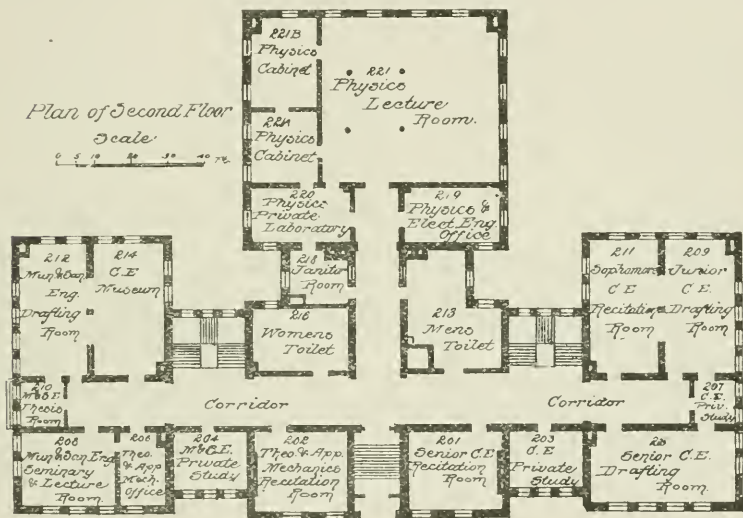 Plan of Second Floor
Scale
0 5 10 20 30 40 Ft.
221B
Physics
Cabinet
221
Physics
Lecture
Room.
221A
Physics
Cabinet
220
Physics
Private
Laboratory
219
Physics &
Elect. Eng.
Office
218
Janitor
Room
216
Womens
Toilet
213
Mens
Toilet
212
Mun & San
Eng.
Drafting
Room
214
C.E
Museum
211
Sophomore
C.E
Recitation
Room
209
Junior
C.E.
Drafting
Room
210
M & S E
Thesis
Room
Corridor
Corridor
207
C.E.
Priv.
Study
208
Mun & San Eng
Seminary
& Lecture
Room.
206
Theo.
& App
Mech.
Office
204
M & S.E.
Private
Study
202
Theo. & App.
Mechanics
Recitation
Room
201
Senior C.E
Recitation
Room
203
C.E
Private
Study
Senior C.E.
Drafting
Room